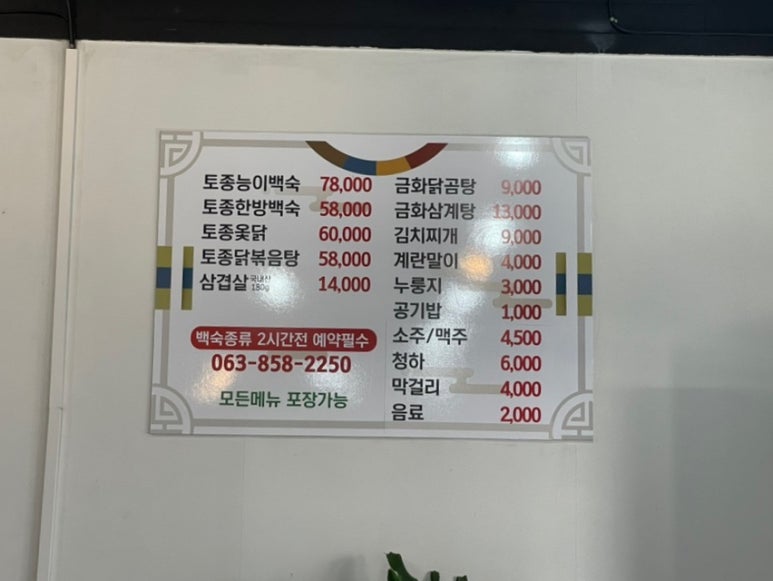 토종능이백숙 78,000
토종한방백숙 58,000
토종옻닭 60,000
토종닭볶음탕 58,000
삼겹살 국내산 180g 14,000
백숙종류 2시간전 예약필수
063-858-2250
모든메뉴 포장가능
금화닭곰탕 9,000
금화삼계탕 13,000
김치찌개 9,000
계란말이 4,000
누룽지 3,000
공기밥 1,000
소주/맥주 4,500
청하 6,000
막걸리 4,000
음료 2,000